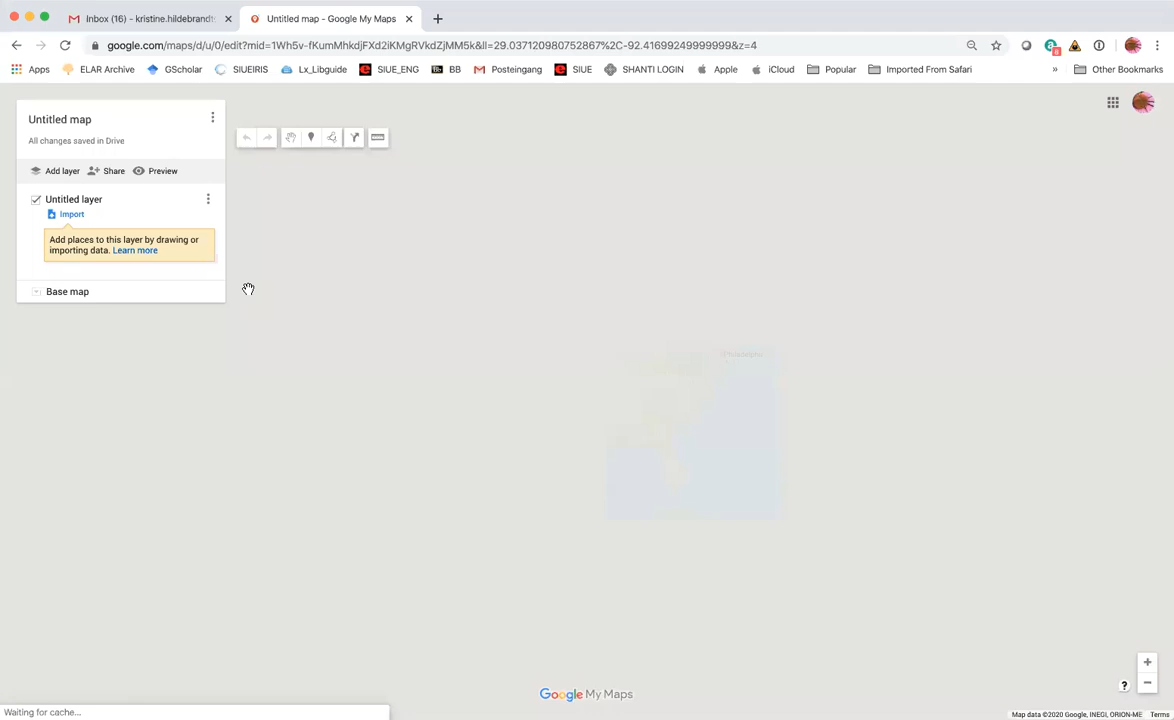 Inbox (16) - kristine.hildebrandt
Untitled map - Google My Maps
google.com/maps/d/u/0/edit?mid=1Wh5v-fKumMhkdjFXd2iKMgRVkdZjMM5k&ll=29.037120980752867%2C-92.41699249999999&z=4
8
Apps ELAR Archive GScholar SIUEIRIS Lx_Libguide SIUE_ENG BB Posteingang SIUE SHANTI LOGIN Apple iCloud Popular Imported From Safari » Other Bookmarks
Untitled map
All changes saved in Drive
Add layer Share Preview
Untitled layer
Import
Add places to this layer by drawing or
importing data. Learn more
Base map
Philadelphia
Google My Maps
?
Waiting for cache...
Map data ©2020 Google, INEGI, ORION-ME Terms